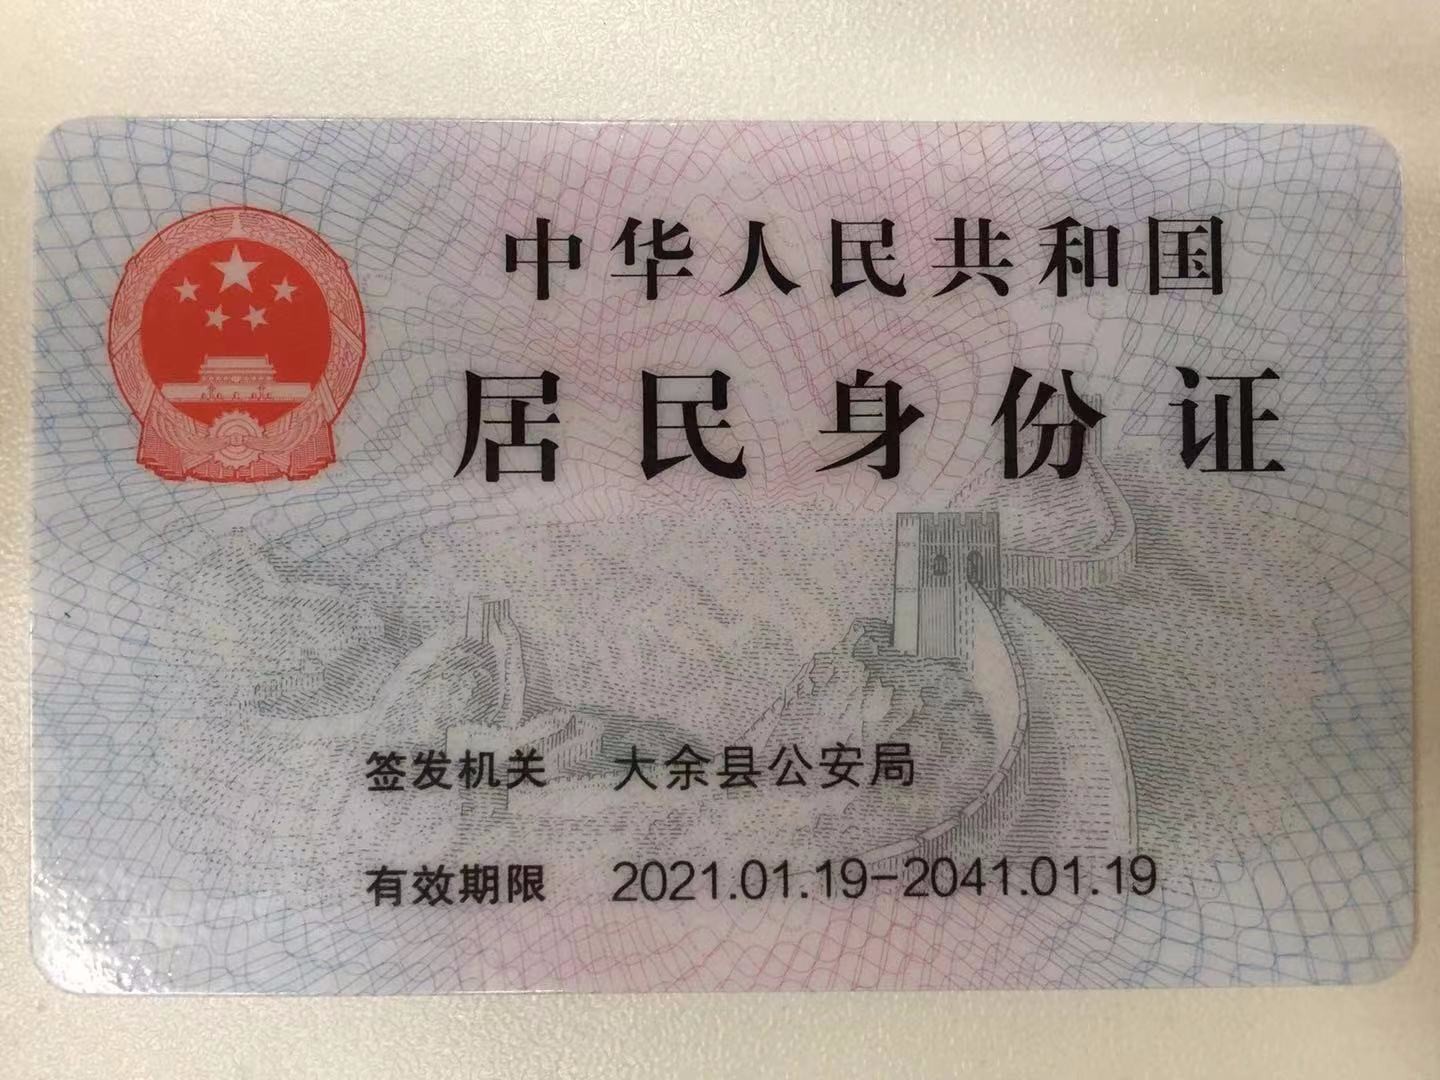 中华人民共和国
居民身份证
签发机关 大余县公安局
有效期限 2021.01.19-2041.01.19